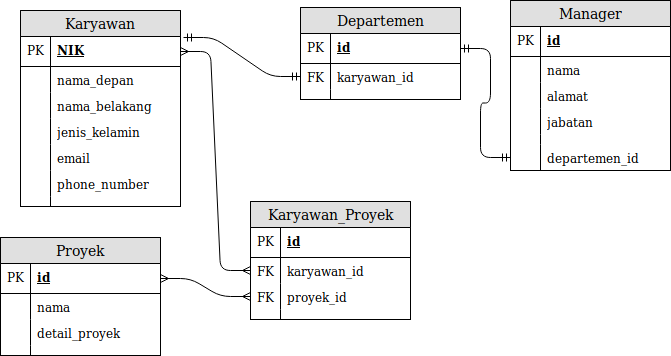 Karyawan
PK NIK
nama_depan
nama_belakang
jenis_kelamin
email
phone_number
Departemen
PK id
FK karyawan_id
Manager
PK id
nama
alamat
jabatan
departemen_id
Karyawan_Proyek
PK id
FK karyawan_id
FK proyek_id
Proyek
PK id
nama
detail_proyek